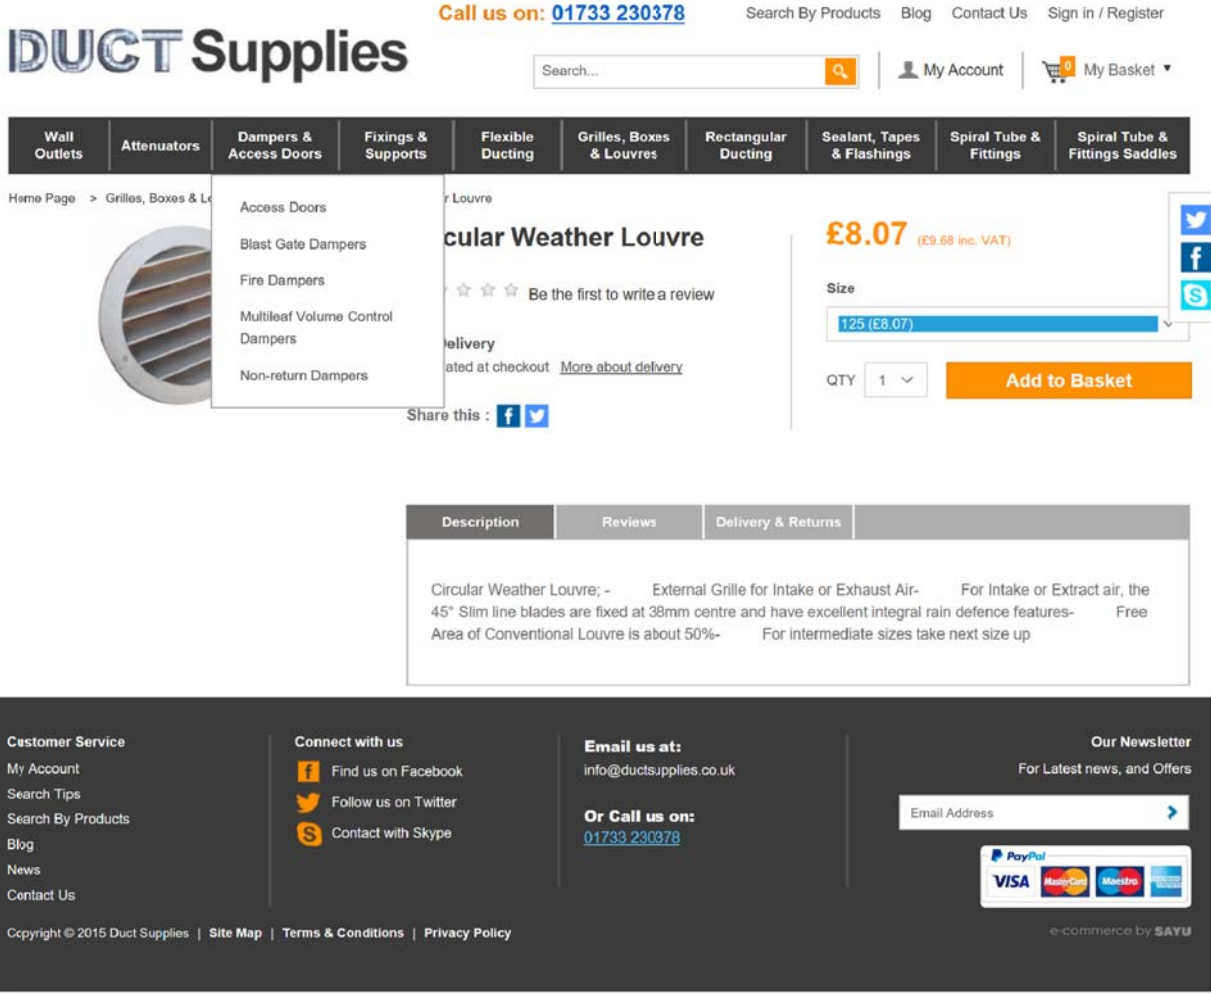 Call us on: 01733 230378
Search By Products Blog Contact Us Sign in / Register
DUCT Supplies
Search...
My Account
0 My Basket
Wall Outlets
Attenuators
Dampers & Access Doors
Fixings & Supports
Flexible Ducting
Grilles, Boxes & Louvres
Rectangular Ducting
Sealant, Tapes & Flashings
Spiral Tube & Fittings
Spiral Tube & Fittings Saddles
Home Page > Grilles, Boxes & L
r Louvre
Access Doors
Blast Gate Dampers
Fire Dampers
Multileaf Volume Control
Dampers
Non-return Dampers
cular Weather Louvre
Be the first to write a review
elivery
ated at checkout More about delivery
Share this :
£8.07 (£9.68 inc. VAT)
Size
125 (£8.07)
QTY 1
Add to Basket
Description Reviews Delivery & Returns
Circular Weather Louvre; - External Grille for Intake or Exhaust Air- For Intake or Extract air, the
45° Slim line blades are fixed at 38mm centre and have excellent integral rain defence features- Free
Area of Conventional Louvre is about 50%- For intermediate sizes take next size up
Customer Service
My Account
Search Tips
Search By Products
Blog
News
Contact Us
Connect with us
Find us on Facebook
Follow us on Twitter
Contact with Skype
Email us at:
info@ductsupplies.co.uk
Or Call us on:
01733 230378
Our Newsletter
For Latest news, and Offers
Email Address
PayPal
VISA MasterCard Maestro
Copyright © 2015 Duct Supplies | Site Map | Terms & Conditions | Privacy Policy
e-commerce by SAYU